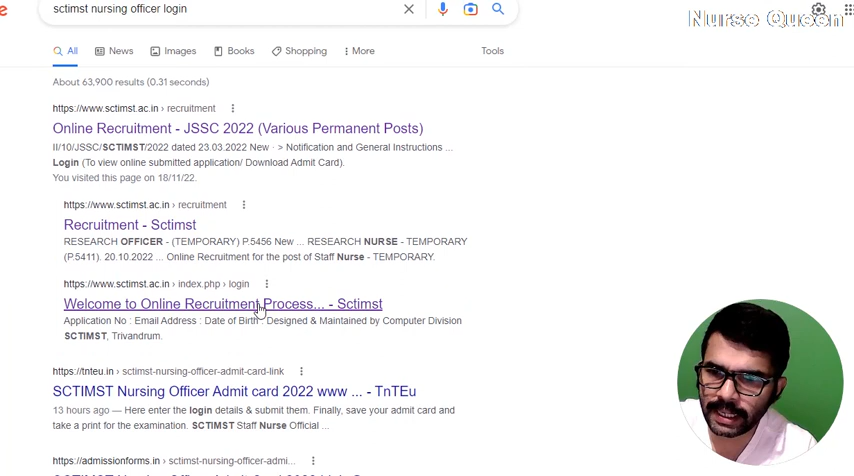 sctimst nursing officer login
Nurse Queen
All News Images Books Shopping More Tools
About 63,900 results (0.31 seconds)
https://www.sctimst.ac.in › recruitment
Online Recruitment - JSSC 2022 (Various Permanent Posts)
II/10/JSSC/SCTIMST/2022 dated 23.03.2022 New · > Notification and General Instructions ...
Login (To view online submitted application/ Download Admit Card).
You visited this page on 18/11/22.
https://www.sctimst.ac.in › recruitment
Recruitment - Sctimst
RESEARCH OFFICER - (TEMPORARY) P.5456 New ... RESEARCH NURSE - TEMPORARY
(P.5411). 20.10.2022 ... Online Recruitment for the post of Staff Nurse - TEMPORARY.
https://www.sctimst.ac.in › index.php › login
Welcome to Online Recruitment Process... - Sctimst
Application No : Email Address : Date of Birth : Designed & Maintained by Computer Division
SCTIMST, Trivandrum.
https://tnteu.in › sctimst-nursing-officer-admit-card-link
SCTIMST Nursing Officer Admit card 2022 www ... - TnTEu
13 hours ago — Here enter the login details & submit them. Finally, save your admit card and
take a print for the examination. SCTIMST Staff Nurse Official ...
https://admissionforms.in › sctimst-nursing-officer-admi...